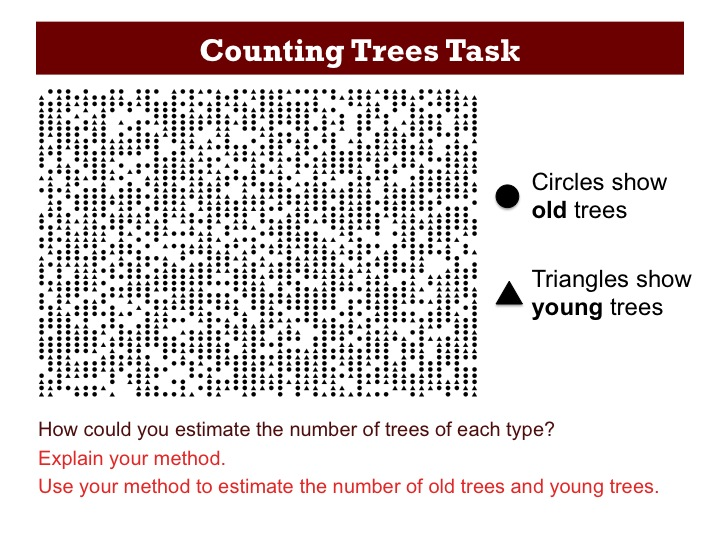 Counting Trees Task
Circles show
old trees
Triangles show
young trees
How could you estimate the number of trees of each type?
Explain your method.
Use your method to estimate the number of old trees and young trees.